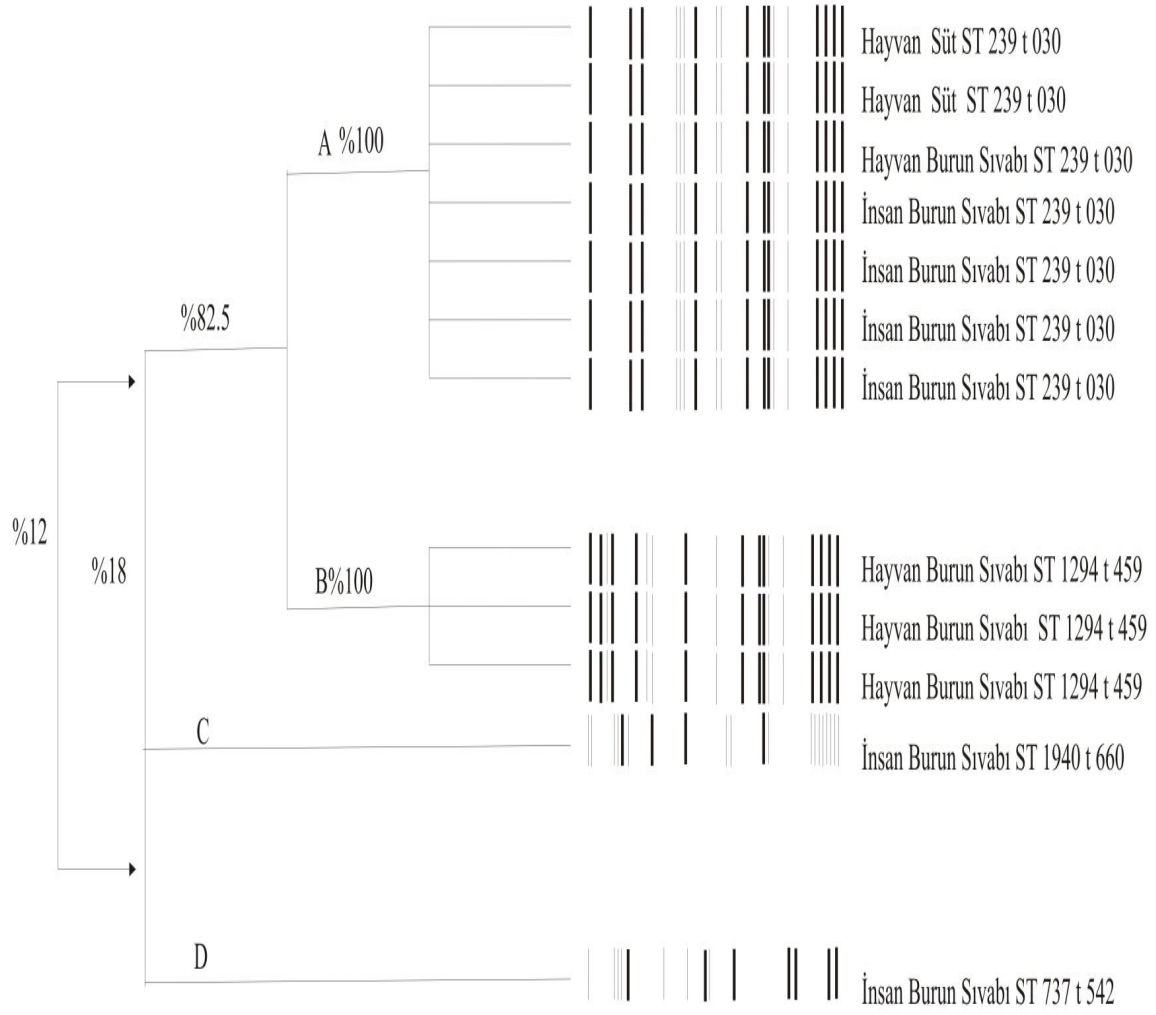 Hayvan Süt ST 239 t 030
Hayvan Süt ST 239 t 030
A %100
Hayvan Burun Sıvabı ST 239 t 030
İnsan Burun Sıvabı ST 239 t 030
İnsan Burun Sıvabı ST 239 t 030
%82.5
İnsan Burun Sıvabı ST 239 t 030
İnsan Burun Sıvabı ST 239 t 030
%12
%18
B%100
Hayvan Burun Sıvabı ST 1294 t 459
Hayvan Burun Sıvabı ST 1294 t 459
Hayvan Burun Sıvabı ST 1294 t 459
C
İnsan Burun Sıvabı ST 1940 t 660
D
İnsan Burun Sıvabı ST 737 t 542